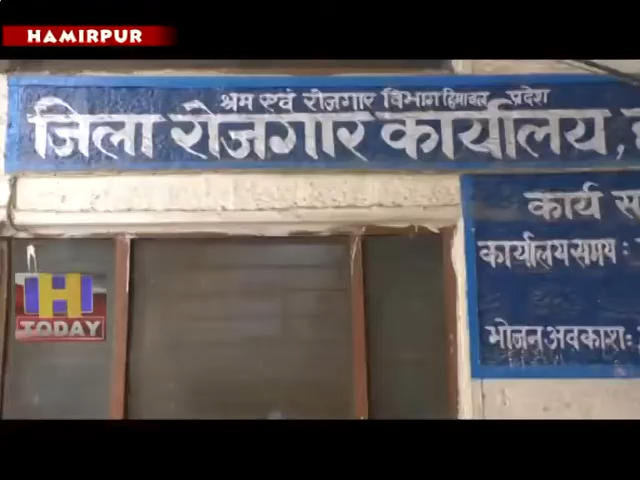 HAMIRPUR
श्रम एवं रोजगार विभाग हिमाचल प्रदेश
जिला रोजगार कार्यालय,
कार्य
कार्यालय समय :
भोजन अवकाश:
H
TODAY